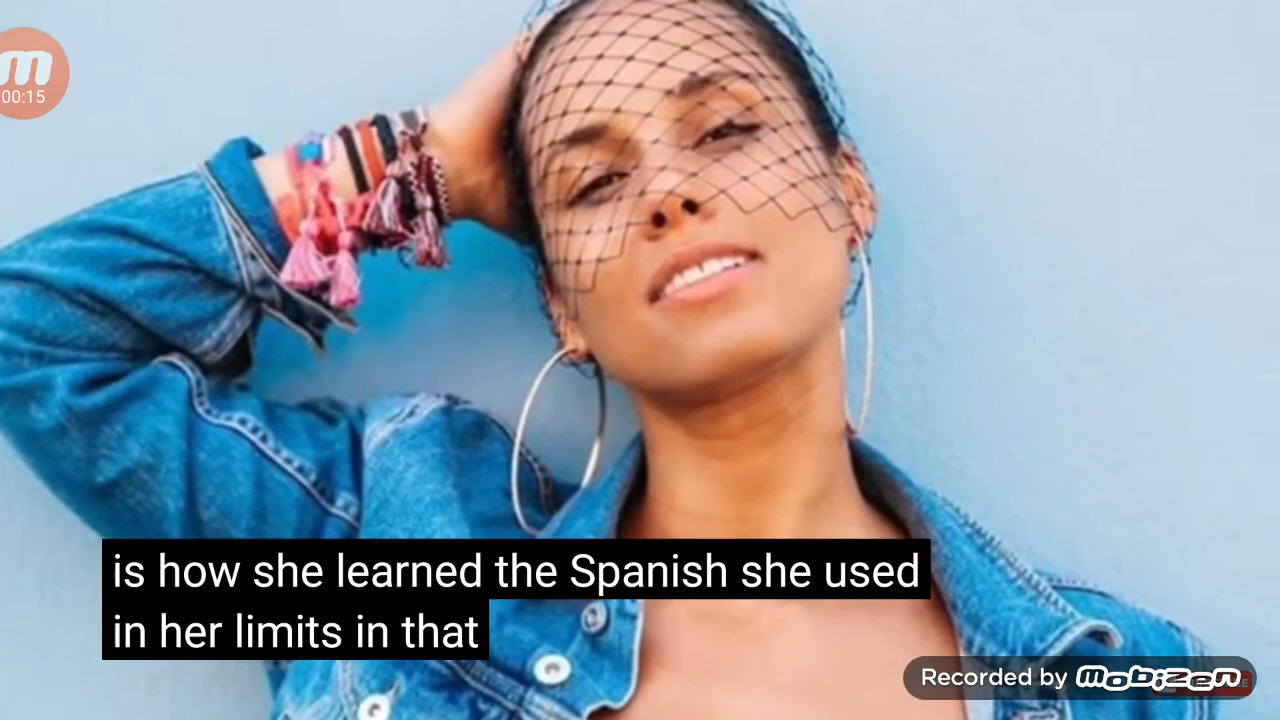 m
00:15
is how she learned the Spanish she used
in her limits in that
Recorded by mobizen